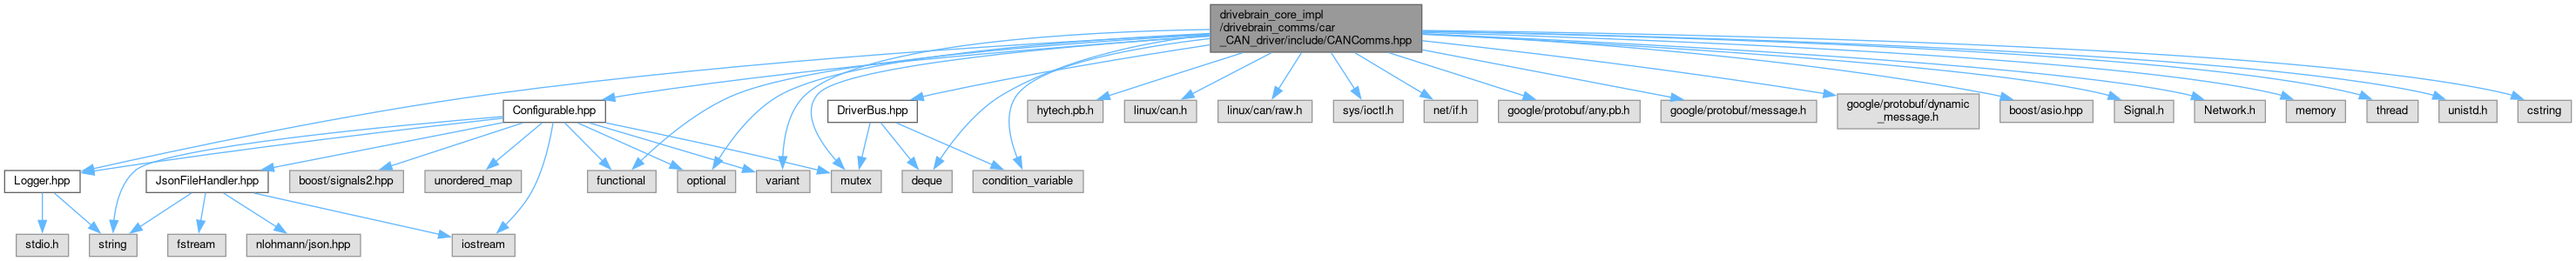 drivebrain_core_impl
/drivebrain_comms/car
_CAN_driver/include/CANComms.hpp
Configurable.hpp
DriverBus.hpp
hytech.pb.h
linux/can.h
linux/can/raw.h
sys/ioctl.h
net/if.h
google/protobuf/any.pb.h
google/protobuf/message.h
google/protobuf/dynamic
_message.h
boost/asio.hpp
Signal.h
Network.h
memory
thread
unistd.h
cstring
Logger.hpp
JsonFileHandler.hpp
boost/signals2.hpp
unordered_map
functional
optional
variant
mutex
deque
condition_variable
stdio.h
string
fstream
nlohmann/json.hpp
iostream